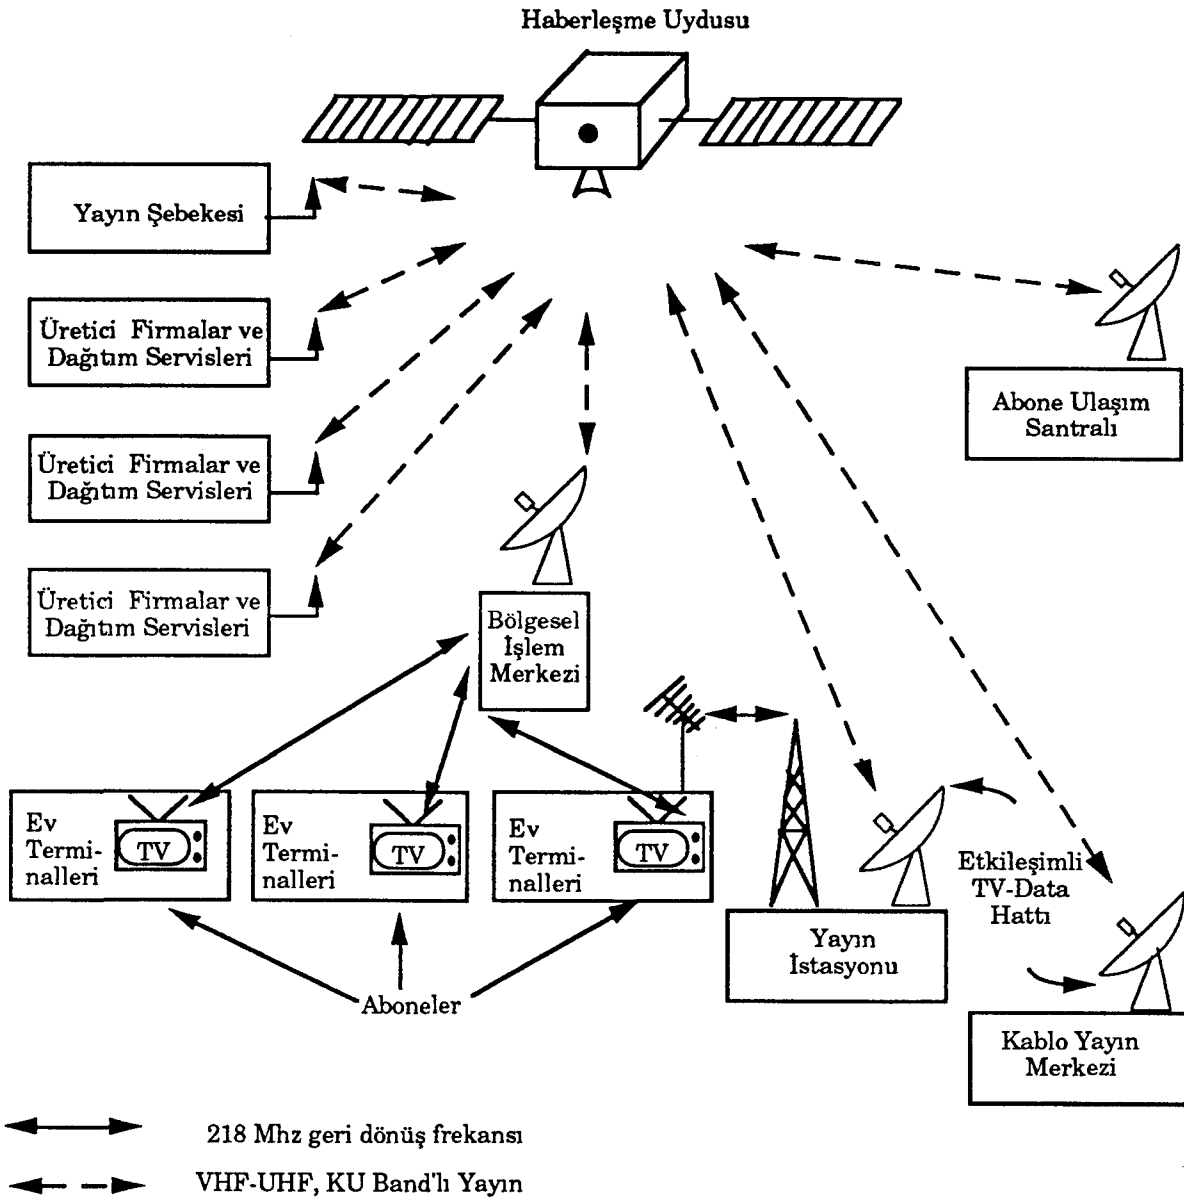 Haberleşme Uydusu
Yayın Şebekesi
Üretici Firmalar ve
Dağıtım Servisleri
Üretici Firmalar ve
Dağıtım Servisleri
Üretici Firmalar ve
Dağıtım Servisleri
Abone Ulaşım
Santralı
Bölgesel
İşlem
Merkezi
Ev
Termi-
nalleri
TV
Ev
Termi-
nalleri
TV
Ev
Termi-
nalleri
TV
Aboneler
Yayın
İstasyonu
Etkileşimli
TV-Data
Hattı
Kablo Yayın
Merkezi
218 Mhz geri dönüş frekansı
VHF-UHF, KU Band'lı Yayın